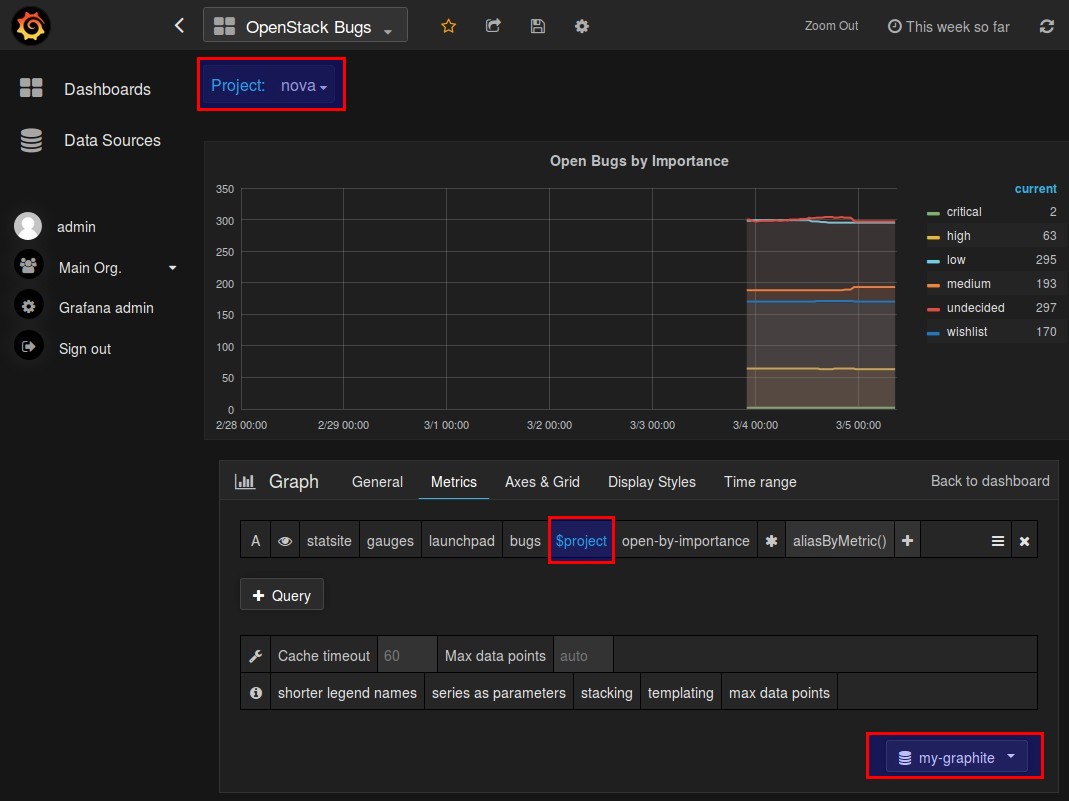 OpenStack Bugs
Zoom Out
This week so far
Project: nova
Dashboards
Data Sources
admin
Main Org.
Grafana admin
Sign out
Open Bugs by Importance
350
300
250
200
150
100
50
0
2/28 00:00 2/29 00:00 3/1 00:00 3/2 00:00 3/3 00:00 3/4 00:00 3/5 00:00
current
critical 2
high 63
low 295
medium 193
undecided 297
wishlist 170
Graph General Metrics Axes & Grid Display Styles Time range Back to dashboard
A statsite gauges launchpad bugs $project open-by-importance * aliasByMetric() +
+ Query
Cache timeout 60 Max data points auto
shorter legend names series as parameters stacking templating max data points
my-graphite